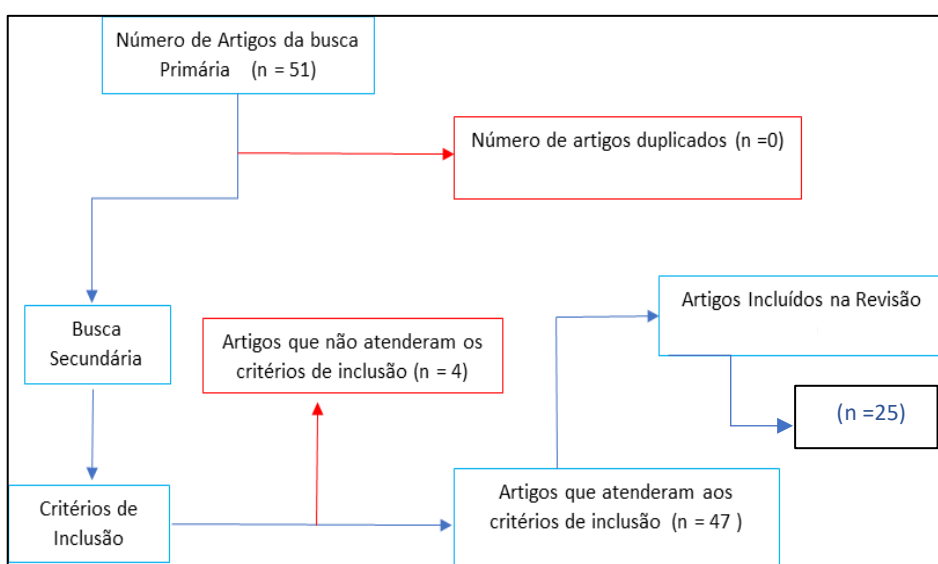 Número de Artigos da busca
Primária (n = 51)
Número de artigos duplicados (n =0)
Busca
Secundária
Artigos que não atenderam os
critérios de inclusão (n = 4)
Artigos Incluídos na Revisão
(n =25)
Critérios de
Inclusão
Artigos que atenderam aos
critérios de inclusão (n = 47 )